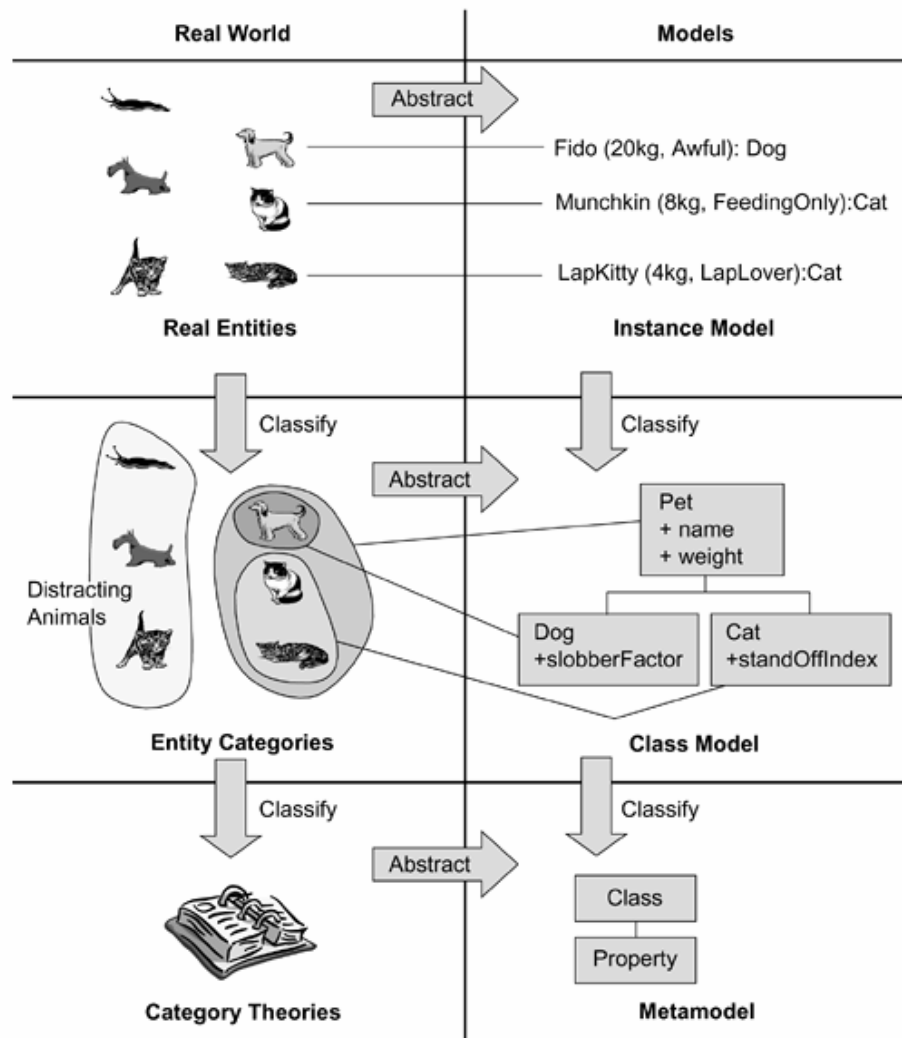 Real World
Models
Abstract
Fido (20kg, Awful): Dog
Munchkin (8kg, FeedingOnly):Cat
LapKitty (4kg, LapLover):Cat
Real Entities
Instance Model
Classify
Classify
Abstract
Pet
+ name
+ weight
Distracting
Animals
Dog
+slobberFactor
Cat
+standOffIndex
Entity Categories
Class Model
Classify
Classify
Abstract
Class
Property
Category Theories
Metamodel